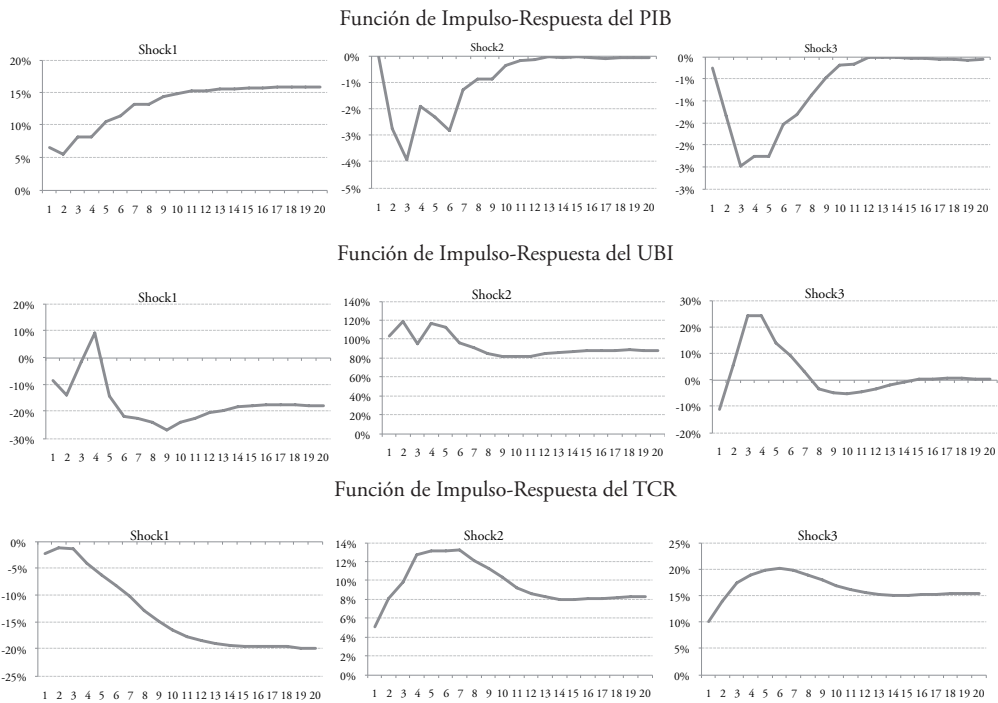 Función de Impulso-Respuesta del PIB
Shock1
20%
15%
10%
5%
0%
1 2 3 4 5 6 7 8 9 10 11 12 13 14 15 16 17 18 19 20
Shock2
0%
-1%
-2%
-3%
-4%
-5%
1 2 3 4 5 6 7 8 9 10 11 12 13 14 15 16 17 18 19 20
Shock3
0%
-1%
-1%
-2%
-2%
-3%
-3%
1 2 3 4 5 6 7 8 9 10 11 12 13 14 15 16 17 18 19 20
Función de Impulso-Respuesta del UBI
Shock1
20%
10%
0%
-10%
-20%
-30%
1 2 3 4 5 6 7 8 9 10 11 12 13 14 15 16 17 18 19 20
Shock2
140%
120%
100%
80%
60%
40%
20%
0%
1 2 3 4 5 6 7 8 9 10 11 12 13 14 15 16 17 18 19 20
Shock3
30%
20%
10%
0%
-10%
-20%
1 2 3 4 5 6 7 8 9 10 11 12 13 14 15 16 17 18 19 20
Función de Impulso-Respuesta del TCR
Shock1
0%
-5%
-10%
-15%
-20%
-25%
1 2 3 4 5 6 7 8 9 10 11 12 13 14 15 16 17 18 19 20
Shock2
14%
12%
10%
8%
6%
4%
2%
0%
1 2 3 4 5 6 7 8 9 10 11 12 13 14 15 16 17 18 19 20
Shock3
25%
20%
15%
10%
5%
0%
1 2 3 4 5 6 7 8 9 10 11 12 13 14 15 16 17 18 19 20